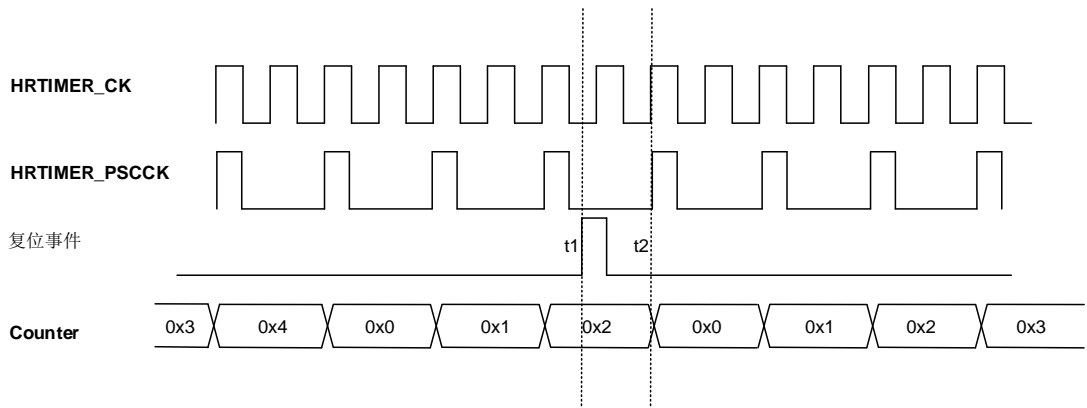 HRTIMER_CK
HRTIMER_PSCCK
复位事件
t1
t2
Counter
0x3
0x4
0x0
0x1
0x2
0x0
0x1
0x2
0x3